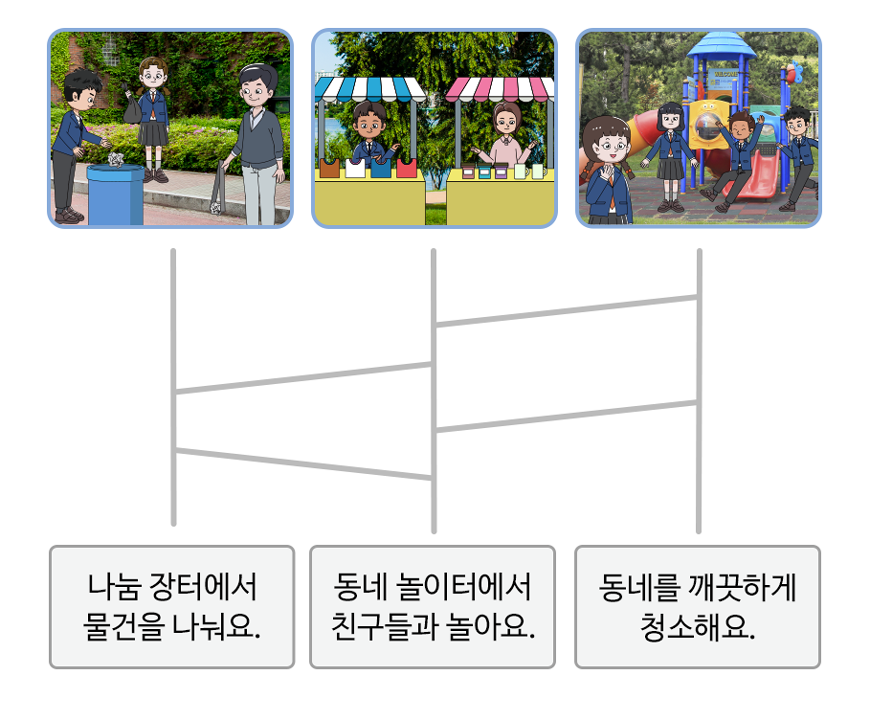 WELCOME
나눔 장터에서
물건을 나눠요.
동네 놀이터에서
친구들과 놀아요.
동네를 깨끗하게
청소해요.